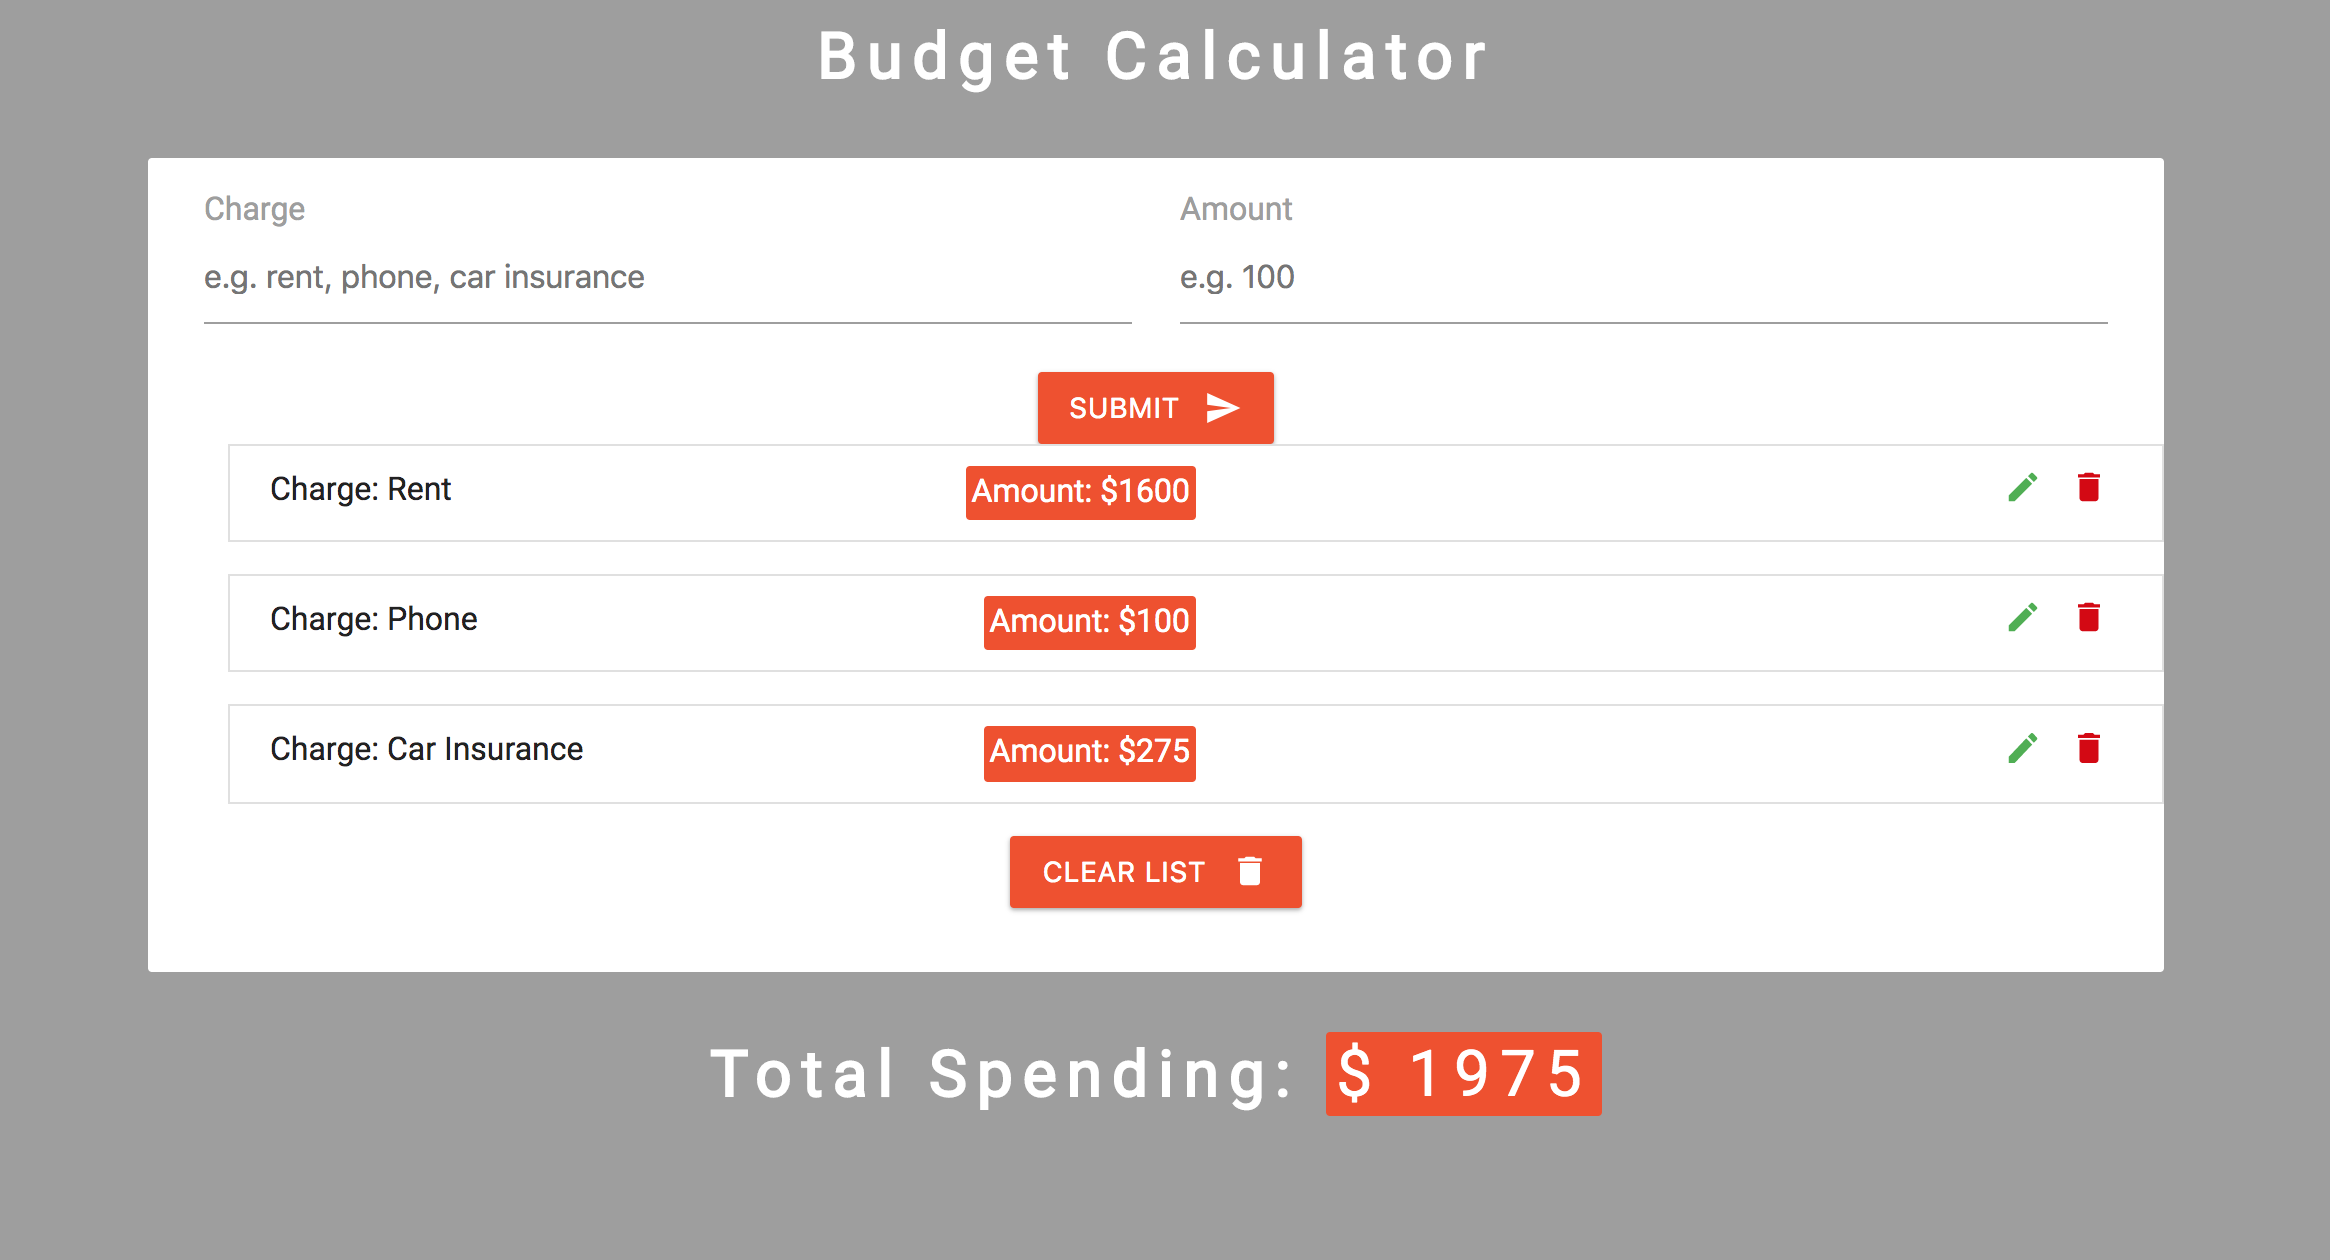 Budget Calculator
Charge Amount
e.g. rent, phone, car insurance e.g. 100
SUBMIT
Charge: Rent Amount: $1600
Charge: Phone Amount: $100
Charge: Car Insurance Amount: $275
CLEAR LIST
Total Spending: $ 1975